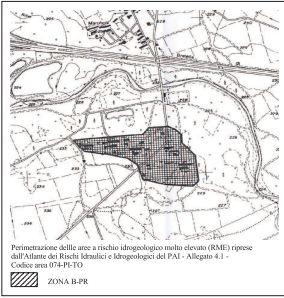 Perimetrazione dellle aree a rischio idrogeologico molto elevato (RME) riprese
dall'Atlante dei Rischi Idraulici e Idrogeologici del PAI - Allegato 4.1 -
Codice area 074-PI-TO
ZONA B-PR